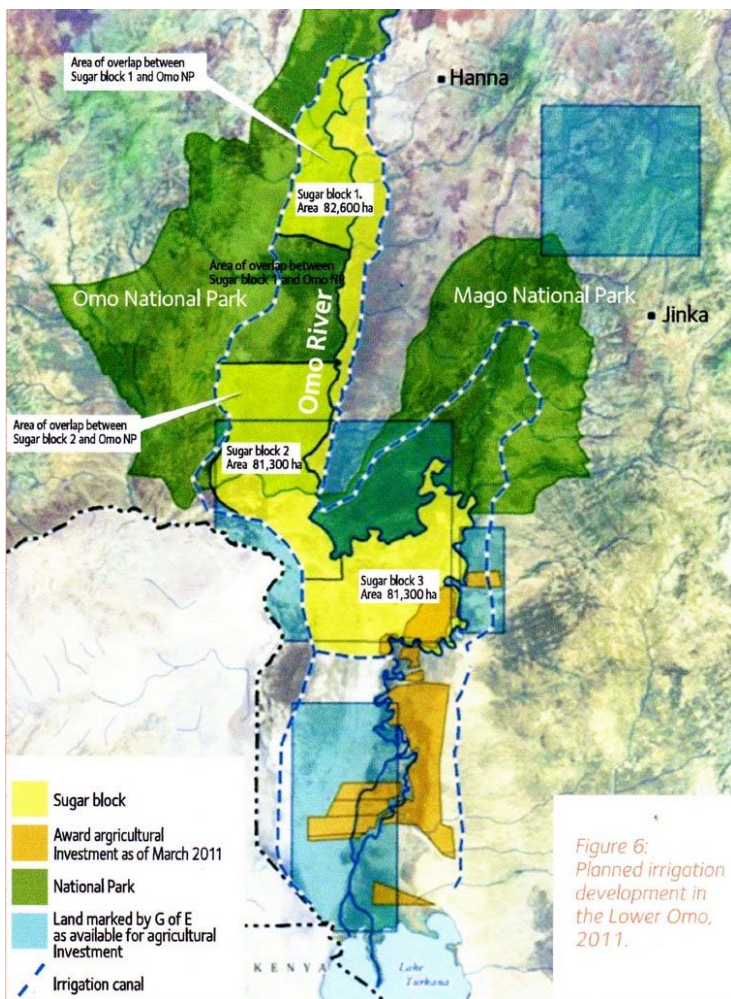 Area of overlap between
Sugar block 1 and Omo NP
Hanna
Sugar block 1.
Area 82,600 ha
Area of overlap between
Sugar block 1 and Omo NP
Omo National Park
Mago National Park
Jinka
Omo River
Area of overlap between
Sugar block 2 and Omo NP
Sugar block 2
Area 81,300 ha
Sugar block 3
Area 81,300 ha
Sugar block
Award argricultural
Investment as of March 2011
National Park
Land marked by G of E
as available for agricultural
Investment
Irrigation canal
KENYA
Lake
Turkana
Figure 6:
Planned irrigation
development in
the Lower Omo,
2011.